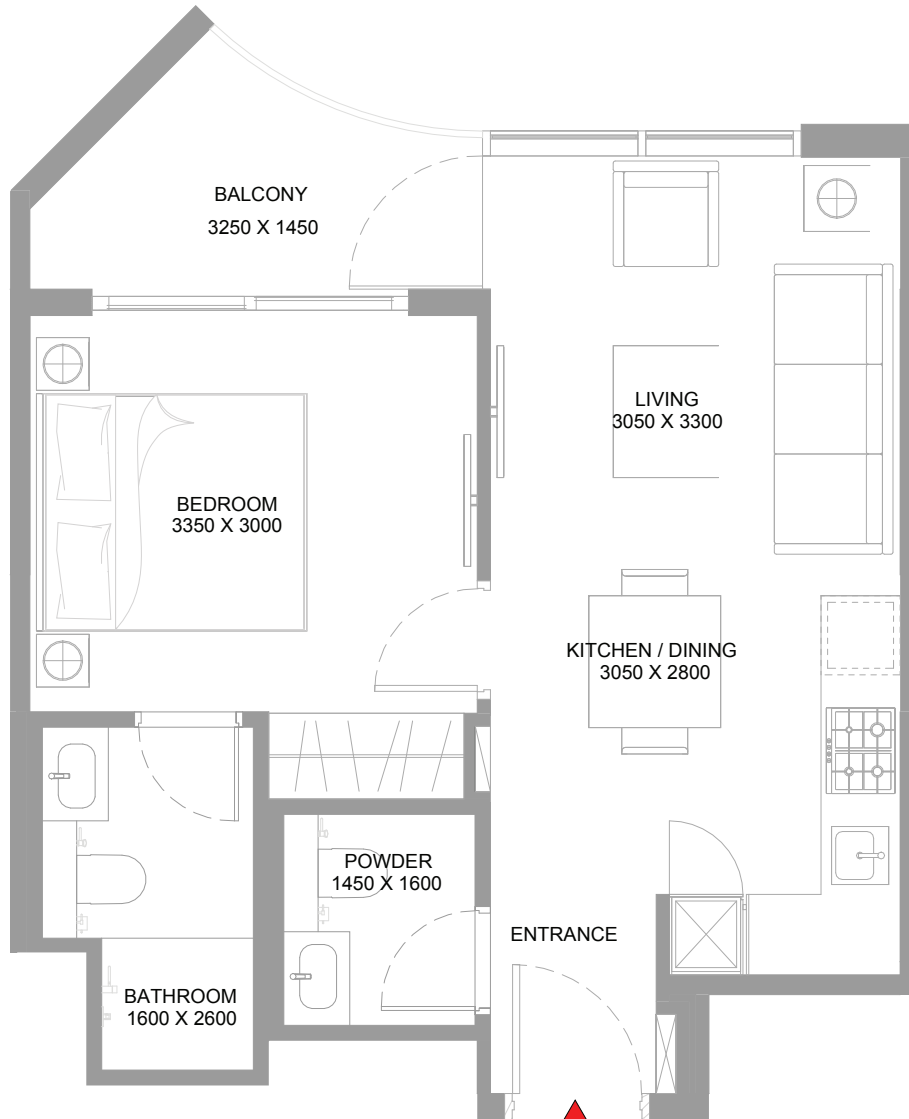 BALCONY
3250 X 1450
LIVING
3050 X 3300
BEDROOM
3350 X 3000
KITCHEN / DINING
3050 X 2800
POWDER
1450 X 1600
ENTRANCE
BATHROOM
1600 X 2600